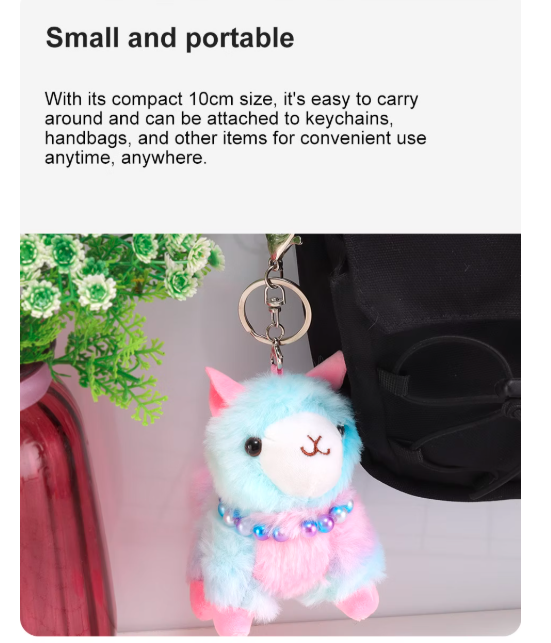 Small and portable
With its compact 10cm size, it's easy to carry
around and can be attached to keychains,
handbags, and other items for convenient use
anytime, anywhere.